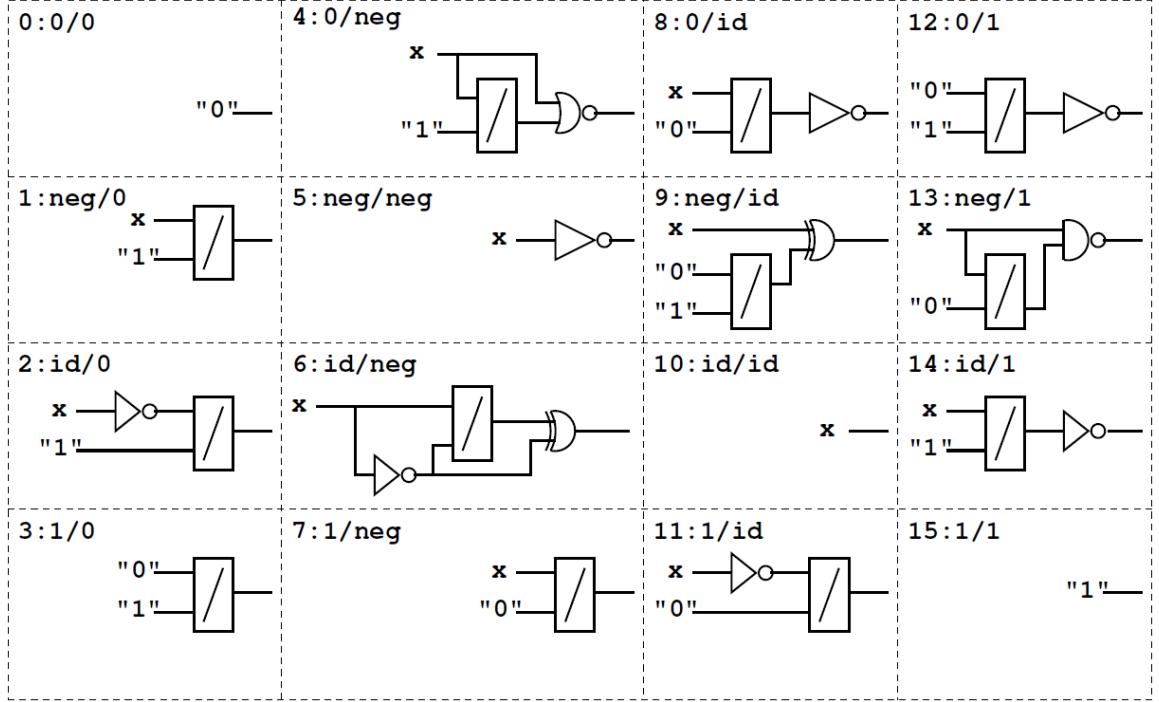 0:0/0
"0"
4:0/neg
x
"1"
8:0/id
x
"0"
12:0/1
"0"
"1"
1:neg/0
x
"1"
5:neg/neg
x
9:neg/id
x
"0"
"1"
13:neg/1
x
"0"
2:id/0
x
"1"
6:id/neg
x
10:id/id
x
14:id/1
x
"1"
3:1/0
"0"
"1"
7:1/neg
x
"0"
11:1/id
x
"0"
15:1/1
"1"